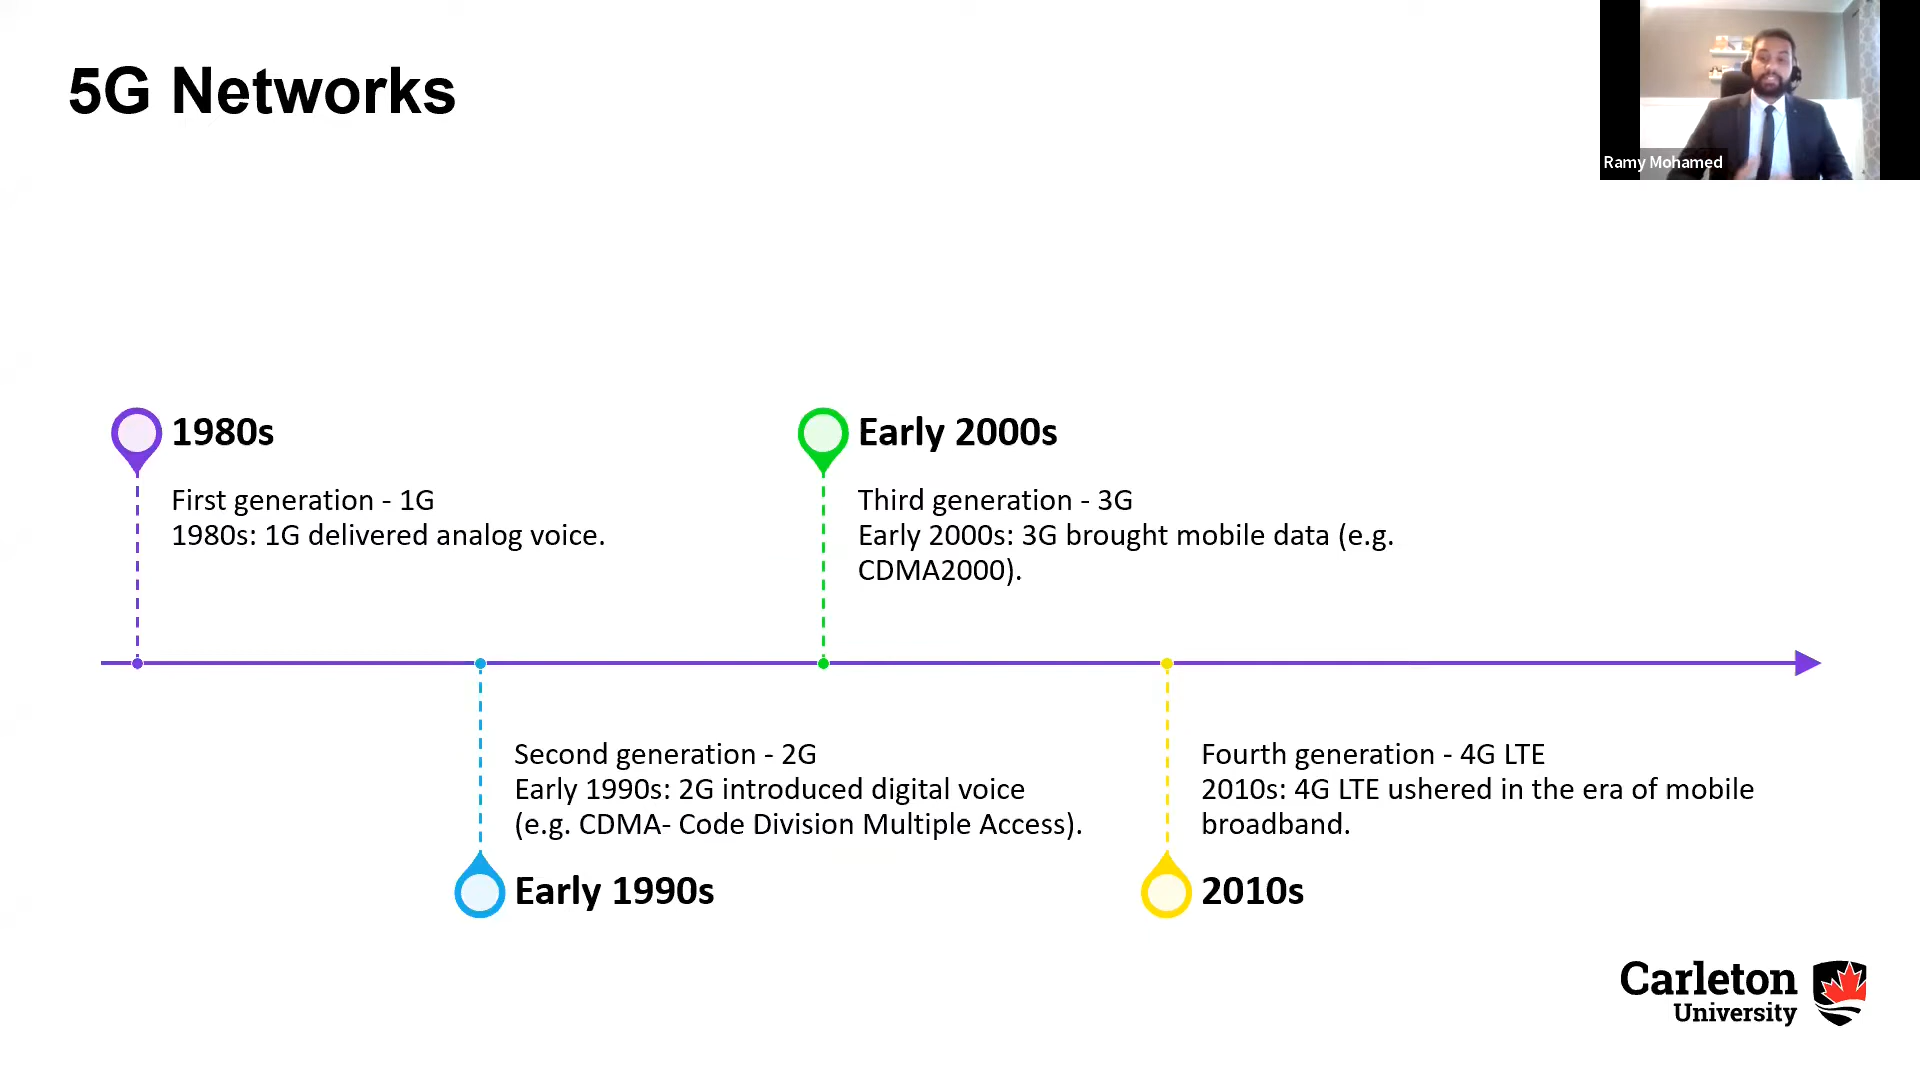 5G Networks
Ramy Mohamed
1980s
First generation - 1G
1980s: 1G delivered analog voice.
Early 2000s
Third generation - 3G
Early 2000s: 3G brought mobile data (e.g.
CDMA2000).
Second generation - 2G
Early 1990s: 2G introduced digital voice
(e.g. CDMA- Code Division Multiple Access).
Early 1990s
Fourth generation - 4G LTE
2010s: 4G LTE ushered in the era of mobile
broadband.
2010s
Carleton
University